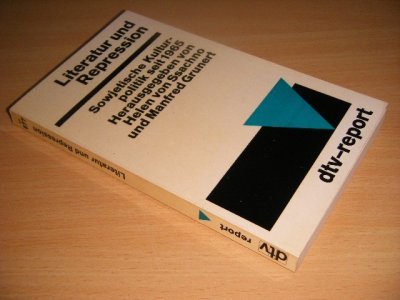 Literatur und
Repression
Sowjetische Kultur-
politik seit 1965
Herausgegeben von
Helen von Ssachno
und Manfred Grunert
dtv-report
Literatur und Repression
report
dtv